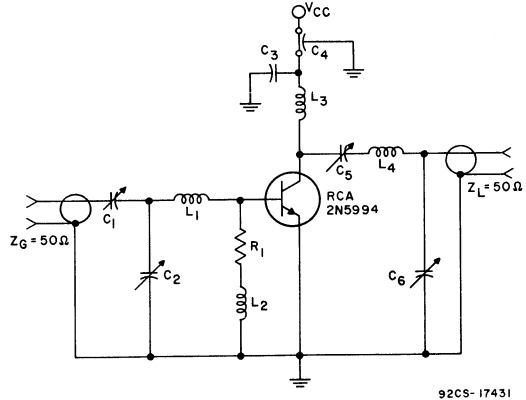 VCC
C3
C4
L3
C5
L4
ZL=50Ω
RCA
2N5994
C1
L1
ZG=50Ω
R1
C2
C6
L2
92CS-17431